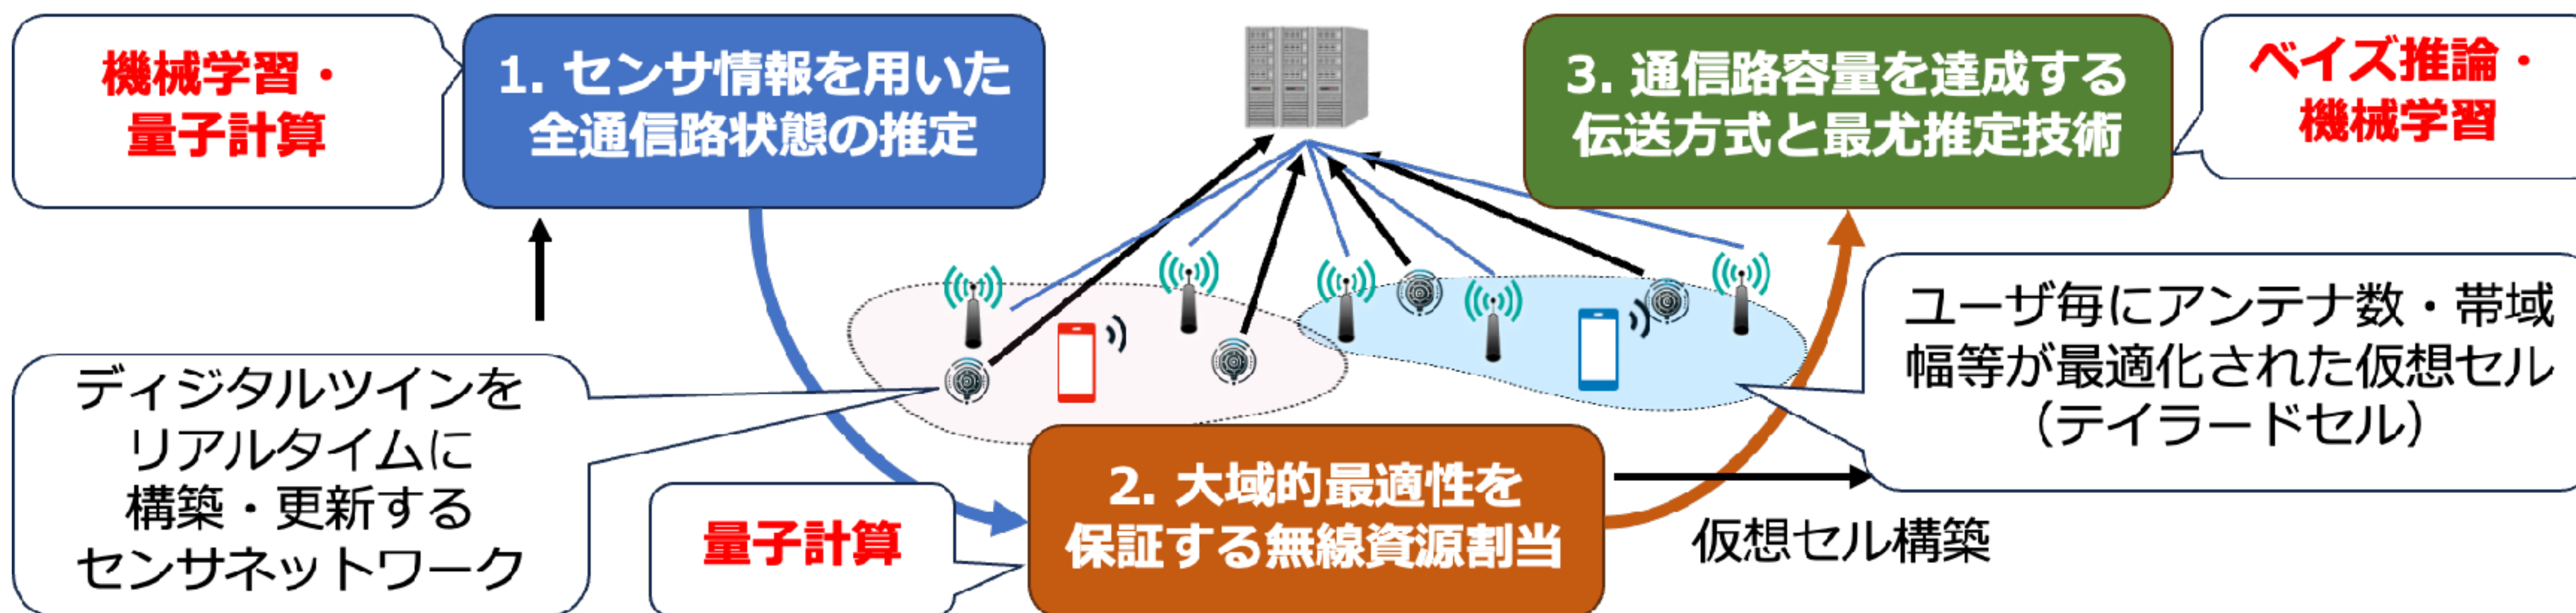 機械学習・
量子計算
1. センサ情報を用いた
全通信路状態の推定
3. 通信路容量を達成する
伝送方式と最尤推定技術
ベイズ推論・
機械学習
ディジタルツインを
リアルタイムに
構築・更新する
センサネットワーク
量子計算
2. 大域的最適性を
保証する無線資源割当
仮想セル構築
ユーザ毎にアンテナ数・帯域
幅等が最適化された仮想セル
（テイラードセル）